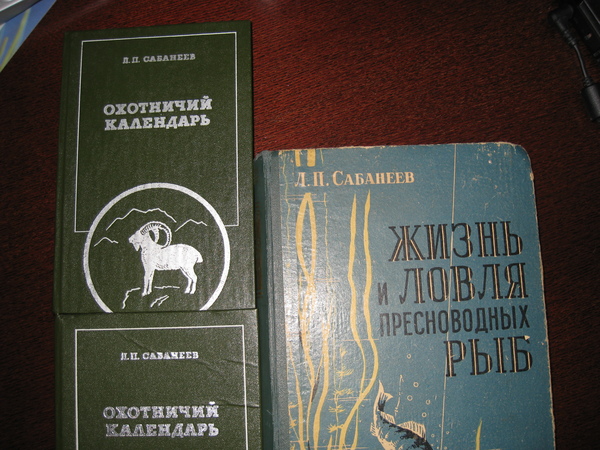 Л. П. САБАНЕЕВ
ОХОТНИЧИЙ
КАЛЕНДАРЬ
Л. П. САБАНЕЕВ
ОХОТНИЧИЙ
КАЛЕНДАРЬ
Л. П. САБАНЕЕВ
ЖИЗНЬ
И ЛОВЛЯ
ПРЕСНОВОДНЫХ
РЫБ